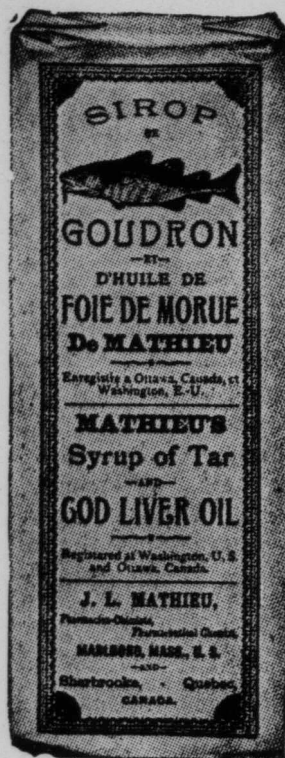 SIROP
DE
GOUDRON
—ET—
D'HUILE DE
FOIE DE MORUE
De MATHIEU
Enregistre a Ottawa, Canada, et
Washington, E.-U.
MATHIEU'S
Syrup of Tar
—AND—
COD LIVER OIL
Registered at Washington, U. S.
and Ottawa, Canada.
J. L. MATHIEU,
Pharmacien-Chimiste,
Pharmaceutical Chemist,
MARLBORO, MASS., U. S.
—AND—
Sherbrooke, - Quebec,
CANADA.